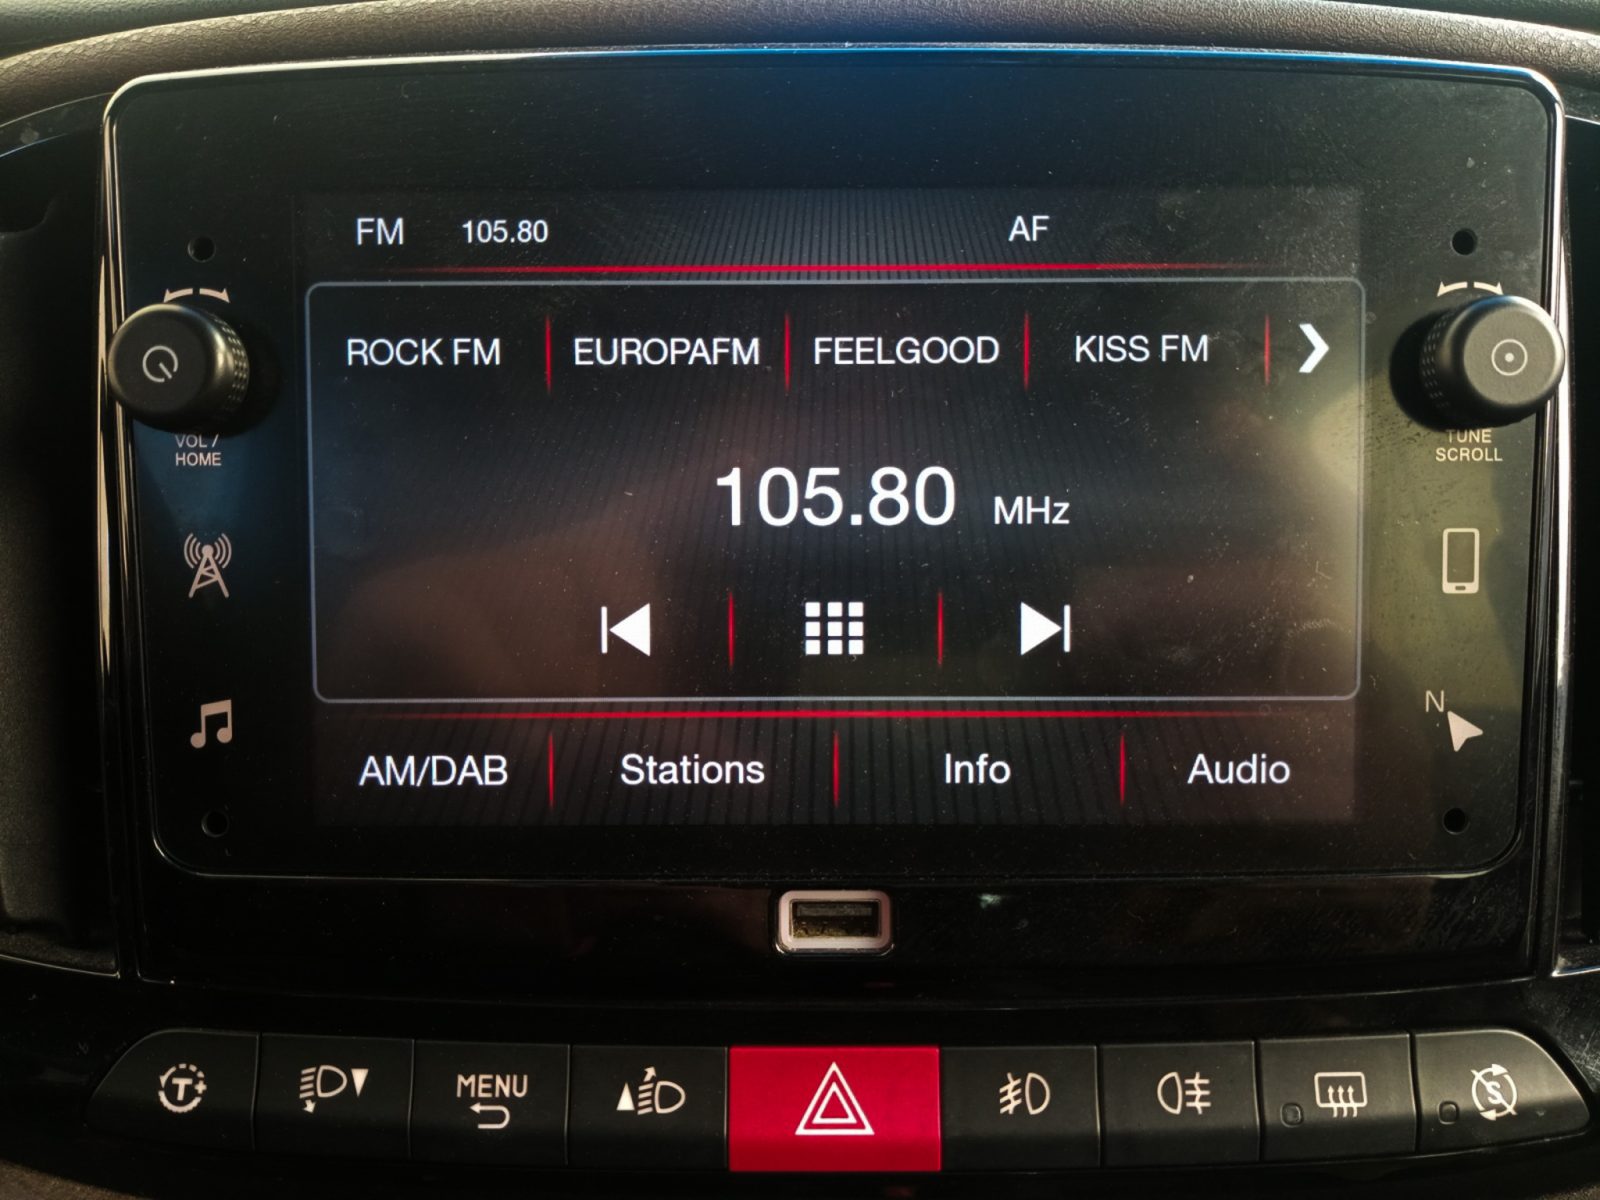 FM 105.80 AF
ROCK FM EUROPAFM FEELGOOD KISS FM
VOL /
HOME
TUNE
SCROLL
105.80 MHz
N
AM/DAB Stations Info Audio
T+
MENU
S